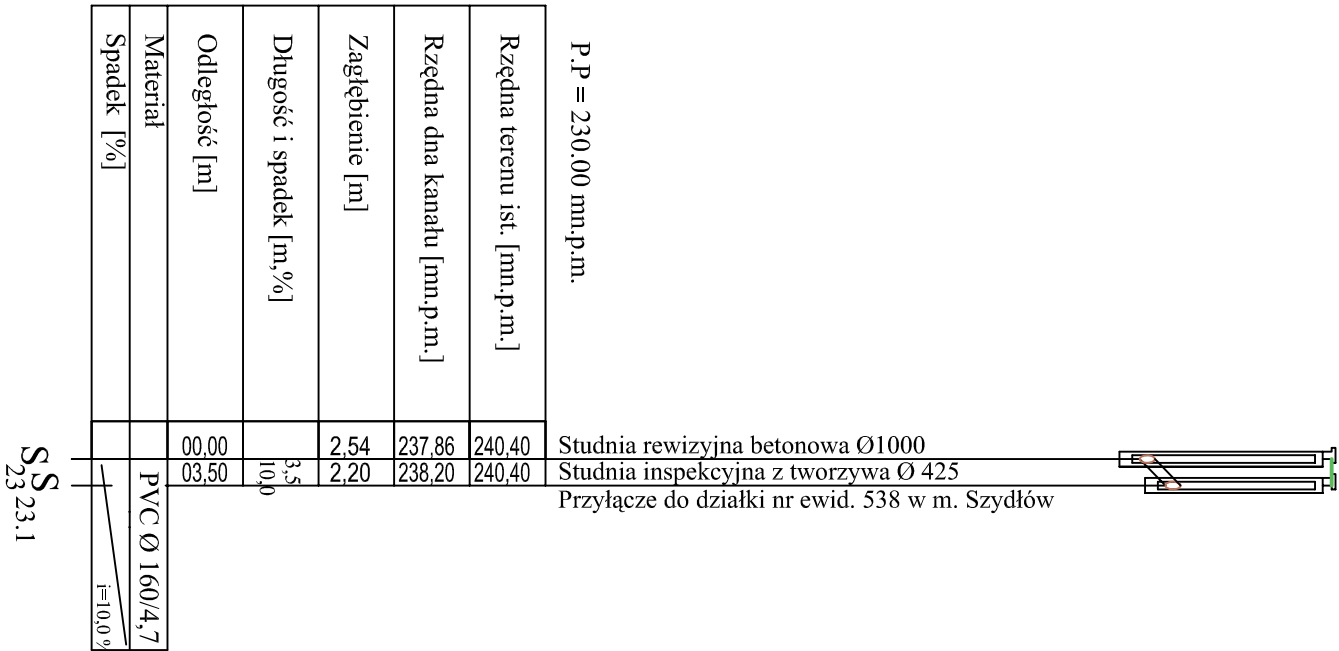 P.P = 230.00 mn.p.m.
Rzędna terenu ist. [mn.p.m.]
240,40
240,40
Rzędna dna kanału [mn.p.m.]
237,86
238,20
Zagłębienie [m]
2,54
2,20
Długość i spadek [m,%]
3,5
10,0
Odległość [m]
00,00
03,50
Materiał
PVC Ø 160/4,7
Spadek [%]
i=10,0 %
Studnia rewizyjna betonowa Ø1000
Studnia inspekcyjna z tworzywa Ø 425
Przyłącze do działki nr ewid. 538 w m. Szydłów
S23
S23.1